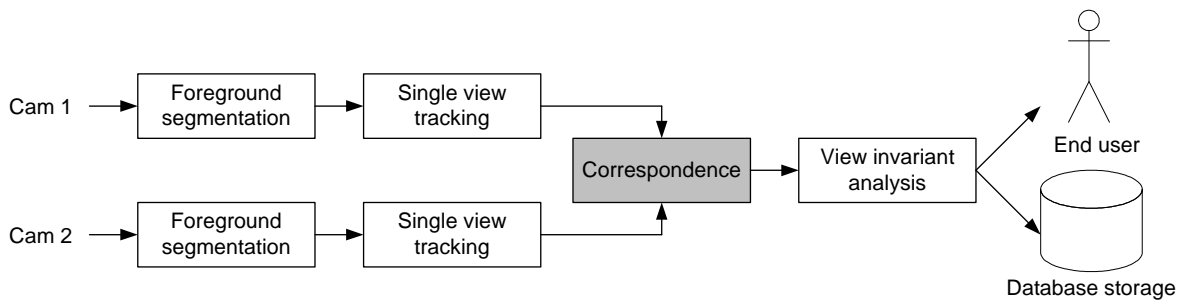 Cam 1
Foreground
segmentation
Single view
tracking
Correspondence
View invariant
analysis
End user
Cam 2
Foreground
segmentation
Single view
tracking
Database storage